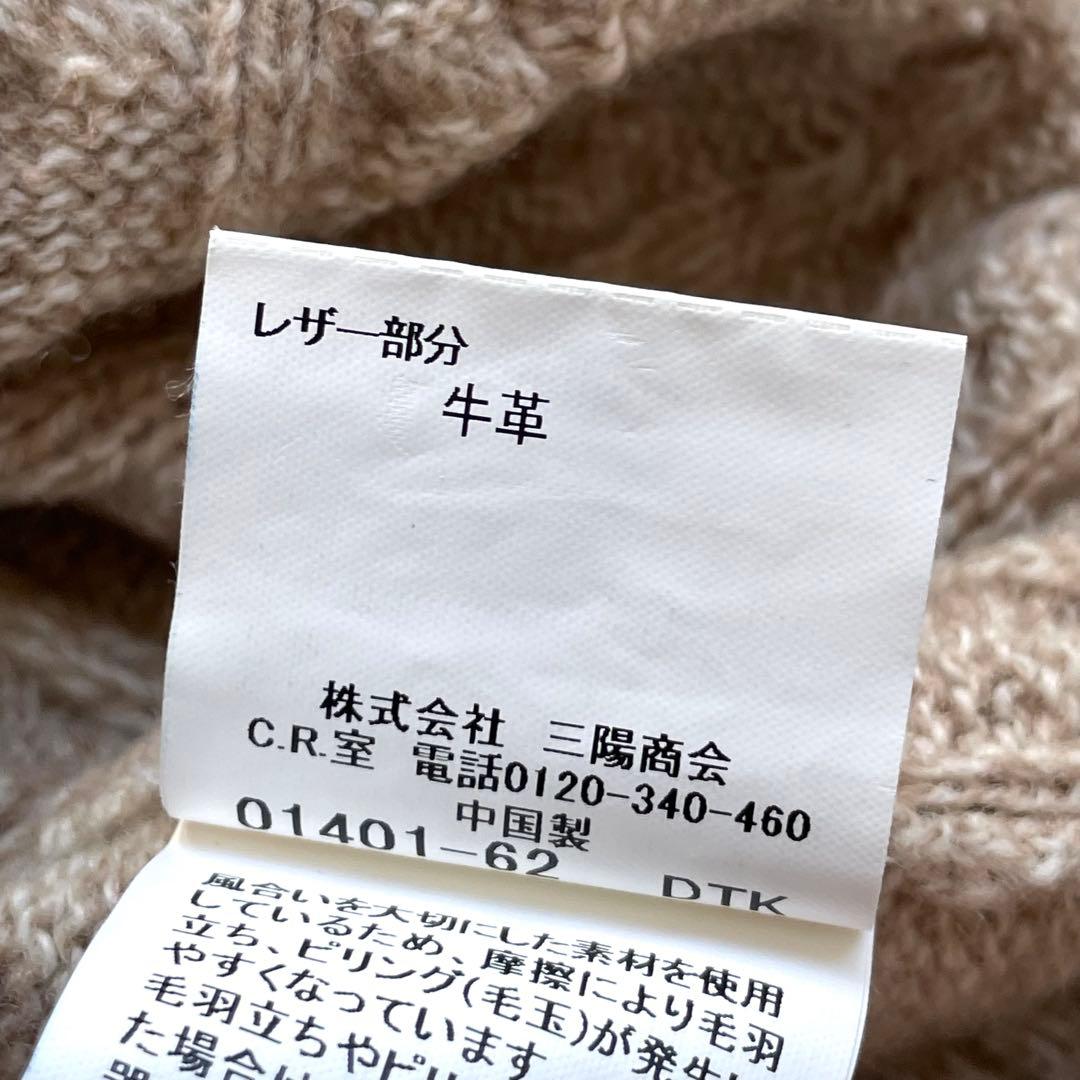 レザー部分
牛革
株式会社 三陽商会
C.R.室 電話0120-340-460
中国製
01401-62 DTK
風合いを大切にした素材を使用
しているため、摩擦により毛羽
立ち、ピリング(毛玉)が発生し
やすくなっています
毛羽立ちやピリ
た場合は